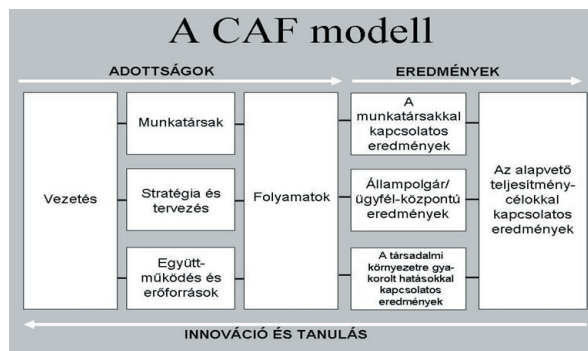 A CAF modell
ADOTTSÁGOK
EREDMÉNYEK
Vezetés
Munkatársak
Stratégia és
tervezés
Együtt-
működés és
erőforrások
Folyamatok
A
munkatársakkal
kapcsolatos
eredmények
Állampolgár/
ügyfél-központú
eredmények
A társadalmi
környezetre gya-
korolt hatásokkal
kapcsolatos
eredmények
Az alapvető
teljesítmény-
célokkal
kapcsolatos
eredmények
INNOVÁCIÓ ÉS TANULÁS